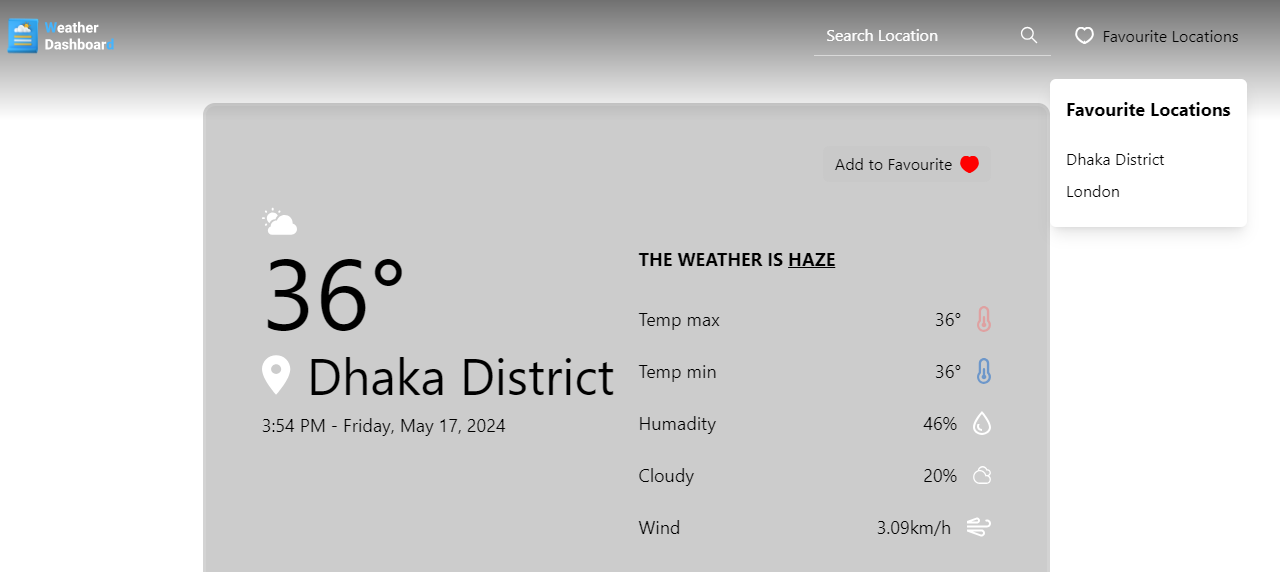 Weather
Dashboard
Search Location
Favourite Locations
Favourite Locations
Dhaka District
London
Add to Favourite
36°
Dhaka District
3:54 PM - Friday, May 17, 2024
THE WEATHER IS HAZE
Temp max 36°
Temp min 36°
Humadity 46%
Cloudy 20%
Wind 3.09km/h